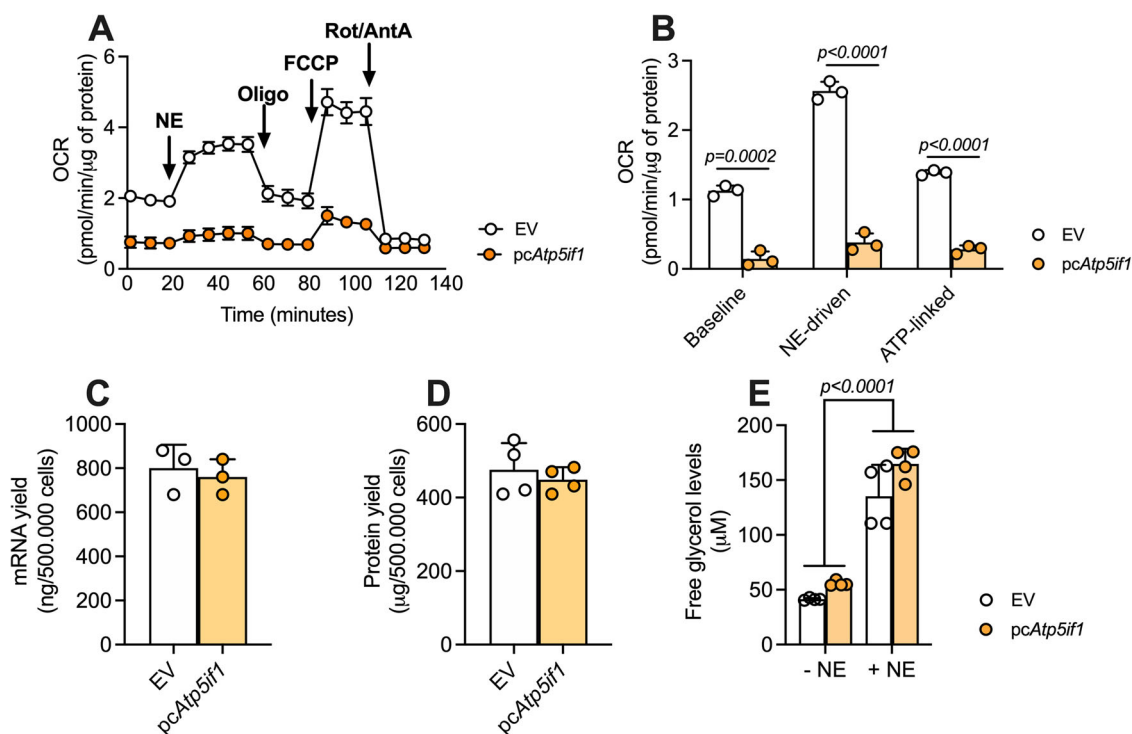 A
OCR
(pmol/min/μg of protein)
6
4
2
0
NE
Oligo
FCCP
Rot/AntA
0 20 40 60 80 100 120 140
Time (minutes)
EV
pcAtp5if1
B
OCR
(pmol/min/μg of protein)
3
2
1
0
p=0.0002
p<0.0001
p<0.0001
Baseline
NE-driven
ATP-linked
EV
pcAtp5if1
C
mRNA yield
(ng/500.000 cells)
1000
800
600
400
200
0
EV
pcAtp5if1
D
Protein yield
(μg/500.000 cells)
600
400
200
0
EV
pcAtp5if1
E
Free glycerol levels
(μM)
200
150
100
50
0
p<0.0001
- NE + NE
EV
pcAtp5if1